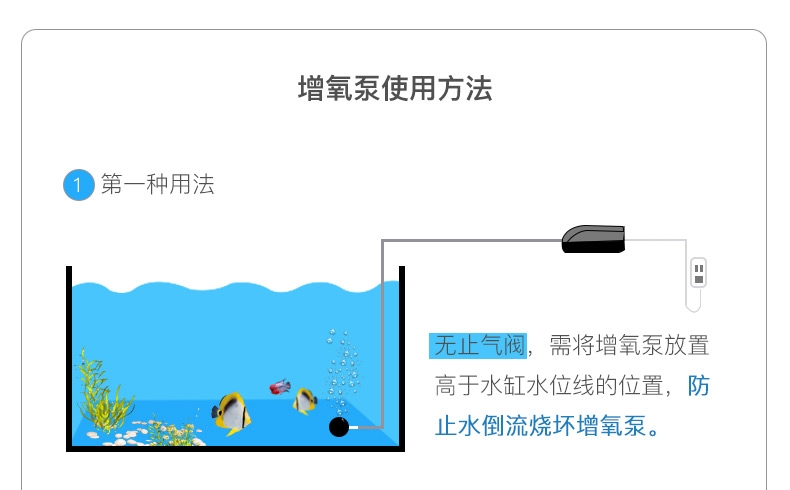 增氧泵使用方法
1 第一种用法
无止气阀，需将增氧泵放置
高于水缸水位线的位置，防
止水倒流烧坏增氧泵。